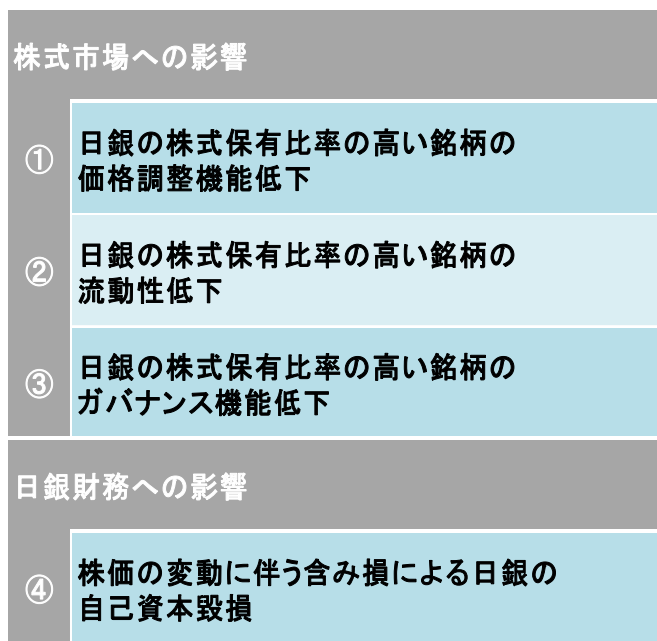 株式市場への影響
①
日銀の株式保有比率の高い銘柄の
価格調整機能低下
②
日銀の株式保有比率の高い銘柄の
流動性低下
③
日銀の株式保有比率の高い銘柄の
ガバナンス機能低下
日銀財務への影響
④
株価の変動に伴う含み損による日銀の
自己資本毀損